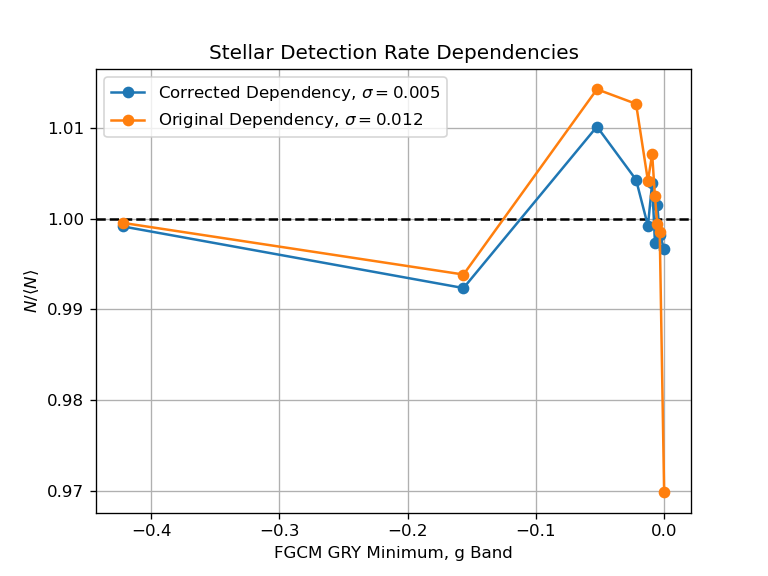 Stellar Detection Rate Dependencies
Corrected Dependency, σ = 0.005
Original Dependency, σ = 0.012
1.01
1.00
0.99
0.98
0.97
N/⟨N⟩
−0.4 −0.3 −0.2 −0.1 0.0
FGCM GRY Minimum, g Band